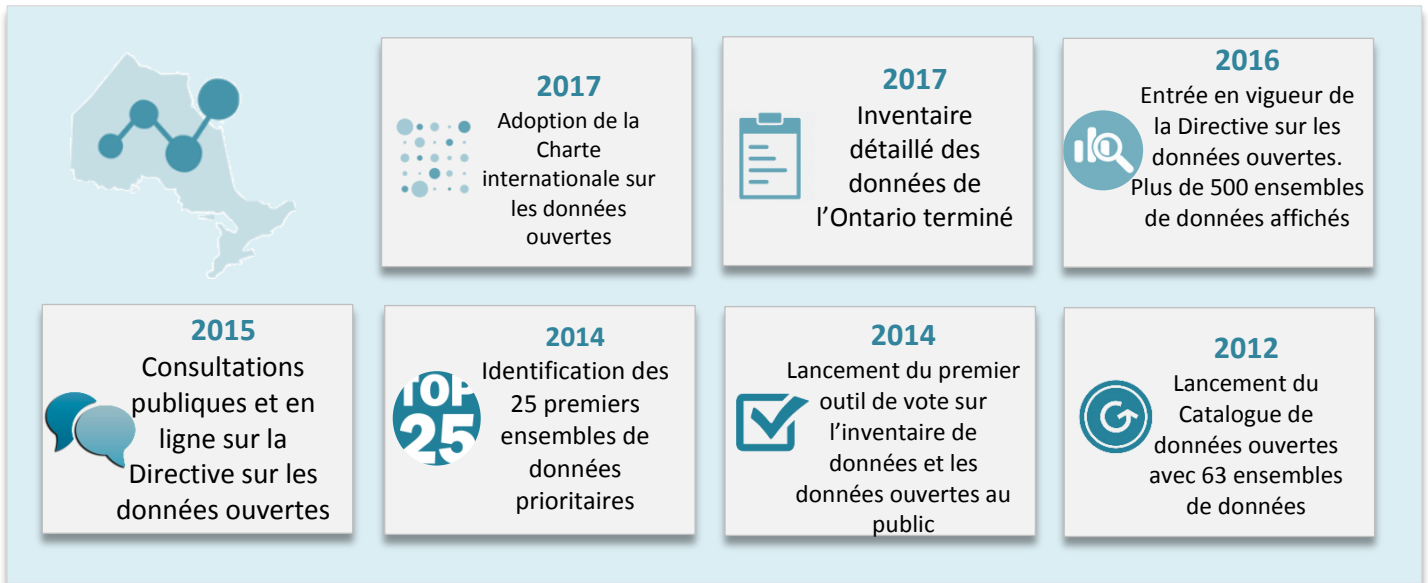 2017
Adoption de la
Charte
internationale sur
les données
ouvertes
2017
Inventaire
détaillé des
données de
l’Ontario terminé
2016
Entrée en vigueur de
la Directive sur les
données ouvertes.
Plus de 500 ensembles
de données affichés
2015
Consultations
publiques et en
ligne sur la
Directive sur les
données ouvertes
TOP
25
2014
Identification des
25 premiers
ensembles de
données
prioritaires
2014
Lancement du premier
outil de vote sur
l’inventaire de
données et les
données ouvertes au
public
2012
Lancement du
Catalogue de
données ouvertes
avec 63 ensembles
de données